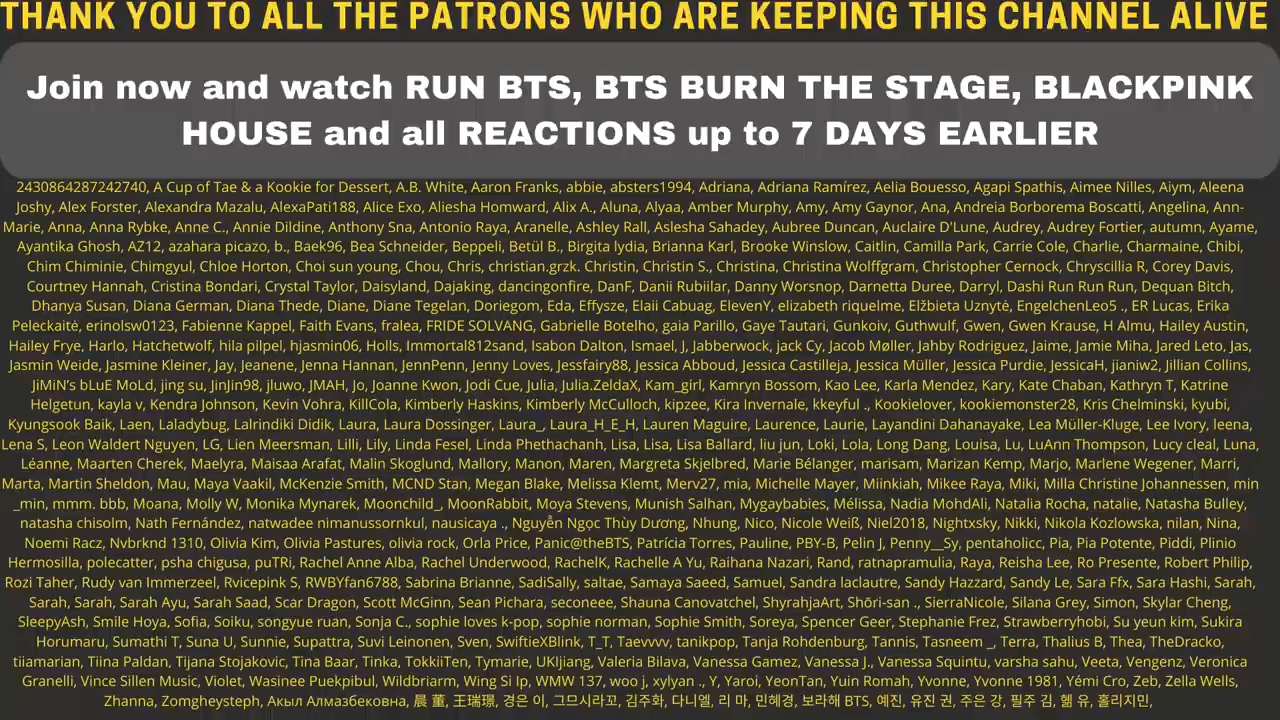 THANK YOU TO ALL THE PATRONS WHO ARE KEEPING THIS CHANNEL ALIVE
Join now and watch RUN BTS, BTS BURN THE STAGE, BLACKPINK
HOUSE and all REACTIONS up to 7 DAYS EARLIER
2430864287242740, A Cup of Tae & a Kookie for Dessert, A.B. White, Aaron Franks, abbie, absters1994, Adriana, Adriana Ramírez, Aelia Bouesso, Agapi Spathis, Aimee Nilles, Aiym, Aleena
Joshy, Alex Forster, Alexandra Mazalu, AlexaPati188, Alice Exo, Aliesha Homward, Alix A., Aluna, Alyaa, Amber Murphy, Amy, Amy Gaynor, Ana, Andreia Borborema Boscatti, Angelina, Ann-
Marie, Anna, Anna Rybke, Anne C., Annie Dildine, Anthony Sna, Antonio Raya, Aranelle, Ashley Rall, Aslesha Sahadey, Aubree Duncan, Auclaire D'Lune, Audrey, Audrey Fortier, autumn, Ayame,
Ayantika Ghosh, AZ12, azahara picazo, b., Baek96, Bea Schneider, Beppeli, Betül B., Birgita lydia, Brianna Karl, Brooke Winslow, Caitlin, Camilla Park, Carrie Cole, Charlie, Charmaine, Chibi,
Chim Chiminie, Chimgyul, Chloe Horton, Choi sun young, Chou, Chris, christian.grzk. Christin, Christin S., Christina, Christina Wolffgram, Christopher Cernock, Chryscillia R, Corey Davis,
Courtney Hannah, Cristina Bondari, Crystal Taylor, Daisyland, Dajaking, dancingonfire, DanF, Danii Rubiilar, Danny Worsnop, Darnetta Duree, Darryl, Dashi Run Run Run, Dequan Bitch,
Dhanya Susan, Diana German, Diana Thede, Diane, Diane Tegelan, Doriegom, Eda, Effysze, Elaii Cabuag, ElevenY, elizabeth riquelme, Elžbieta Uznytė, EngelchenLeo5 ., ER Lucas, Erika
Peleckaitė, erinolsw0123, Fabienne Kappel, Faith Evans, fralea, FRIDE SOLVANG, Gabrielle Botelho, gaia Parillo, Gaye Tautari, Gunkoiv, Guthwulf, Gwen, Gwen Krause, H Almu, Hailey Austin,
Hailey Frye, Harlo, Hatchetwolf, hila pilpel, hjasmin06, Holls, Immortal812sand, Isabon Dalton, Ismael, J, Jabberwock, jack Cy, Jacob Møller, Jahby Rodriguez, Jaime, Jamie Miha, Jared Leto, Jas,
Jasmin Weide, Jasmine Kleiner, Jay, Jeanene, Jenna Hannan, JennPenn, Jenny Loves, Jessfairy88, Jessica Abboud, Jessica Castilleja, Jessica Müller, Jessica Purdie, JessicaH, jianiw2, Jillian Collins,
JiMiN’s bLuE MoLd, jing su, JinJin98, jluwo, JMAH, Jo, Joanne Kwon, Jodi Cue, Julia, Julia.ZeldaX, Kam_girl, Kamryn Bossom, Kao Lee, Karla Mendez, Kary, Kate Chaban, Kathryn T, Katrine
Helgetun, kayla v, Kendra Johnson, Kevin Vohra, KillCola, Kimberly Haskins, Kimberly McCulloch, kipzee, Kira Invernale, kkeyful ., Kookielover, kookiemonster28, Kris Chelminski, kyubi,
Kyungsook Baik, Laen, Laladybug, Lalrindiki Didik, Laura, Laura Dossinger, Laura_, Laura_H_E_H, Lauren Maguire, Laurence, Laurie, Layandini Dahanayake, Lea Müller-Kluge, Lee Ivory, leena,
Lena S, Leon Waldert Nguyen, LG, Lien Meersman, Lilli, Lily, Linda Fesel, Linda Phethachanh, Lisa, Lisa, Lisa Ballard, liu jun, Loki, Lola, Long Dang, Louisa, Lu, LuAnn Thompson, Lucy cleal, Luna,
Léanne, Maarten Cherek, Maelyra, Maisaa Arafat, Malin Skoglund, Mallory, Manon, Maren, Margreta Skjelbred, Marie Bélanger, marisam, Marizan Kemp, Marjo, Marlene Wegener, Marri,
Marta, Martin Sheldon, Mau, Maya Vaakil, McKenzie Smith, MCND Stan, Megan Blake, Melissa Klemt, Merv27, mia, Michelle Mayer, Miinkiah, Mikee Raya, Miki, Milla Christine Johannessen, min
_min, mmm. bbb, Moana, Molly W, Monika Mynarek, Moonchild_, MoonRabbit, Moya Stevens, Munish Salhan, Mygaybabies, Mélissa, Nadia MohdAli, Natalia Rocha, natalie, Natasha Bulley,
natasha chisolm, Nath Fernández, natwadee nimanussornkul, nausicaya ., Nguyễn Ngọc Thùy Dương, Nhung, Nico, Nicole Weiß, Niel2018, Nightxsky, Nikki, Nikola Kozlowska, nilan, Nina,
Noemi Racz, Nvbrknd 1310, Olivia Kim, Olivia Pastures, olivia rock, Orla Price, Panic@theBTS, Patrícia Torres, Pauline, PBY-B, Pelin J, Penny__Sy, pentaholicc, Pia, Pia Potente, Piddi, Plinio
Hermosilla, polecatter, psha chigusa, puTRi, Rachel Anne Alba, Rachel Underwood, RachelK, Rachelle A Yu, Raihana Nazari, Rand, ratnapramulia, Raya, Reisha Lee, Ro Presente, Robert Philip,
Rozi Taher, Rudy van Immerzeel, Rvicepink S, RWBYfan6788, Sabrina Brianne, SadiSally, saltae, Samaya Saeed, Samuel, Sandra laclautre, Sandy Hazzard, Sandy Le, Sara Ffx, Sara Hashi, Sarah,
Sarah, Sarah, Sarah Ayu, Sarah Saad, Scar Dragon, Scott McGinn, Sean Pichara, seconeee, Shauna Canovatchel, ShyrahjaArt, Shōri-san ., SierraNicole, Silana Grey, Simon, Skylar Cheng,
SleepyAsh, Smile Hoya, Sofia, Soiku, songyue ruan, Sonja C., sophie loves k-pop, sophie norman, Sophie Smith, Soreya, Spencer Geer, Stephanie Frez, Strawberryhobi, Su yeun kim, Sukira
Horumaru, Sumathi T, Suna U, Sunnie, Supattra, Suvi Leinonen, Sven, SwiftieXBlink, T_T, Taevvvv, tanikpop, Tanja Rohdenburg, Tannis, Tasneem _, Terra, Thalius B, Thea, TheDracko,
tiiamarian, Tiina Paldan, Tijana Stojakovic, Tina Baar, Tinka, TokkiiTen, Tymarie, UKIjiang, Valeria Bilava, Vanessa Gamez, Vanessa J., Vanessa Squintu, varsha sahu, Veeta, Vengenz, Veronica
Granelli, Vince Sillen Music, Violet, Wasinee Puekpibul, Wildbriarm, Wing Si Ip, WMW 137, woo j, xylyan ., Y, Yaroi, YeonTan, Yuin Romah, Yvonne, Yvonne 1981, Yémi Cro, Zeb, Zella Wells,
Zhanna, Zomgheysteph, Акыл Алмазбековна, 晨 董, 王瑞璟, 경은 이, 그므시라꼬, 김주화, 다니엘, 리 마, 민혜경, 보라해 BTS, 예진, 유진 권, 주은 강, 필주 김, 헮 유, 홀리지민,